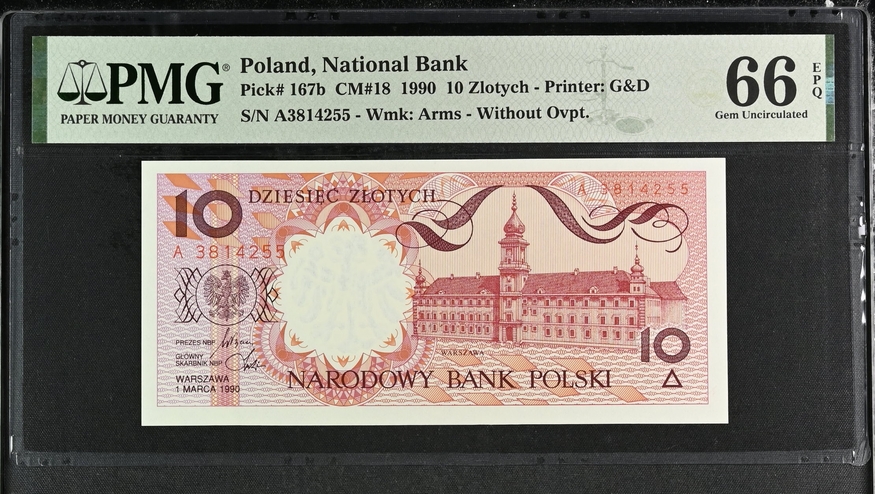 PMG®
PAPER MONEY GUARANTY
Poland, National Bank
Pick# 167b CM#18 1990 10 Zlotych - Printer: G&D
S/N A3814255 - Wmk: Arms - Without Ovpt.
66 EPQ
Gem Uncirculated
10 DZIESIĘĆ ZŁOTYCH
A 3814255
A 3814255
PREZES NBP
GŁÓWNY
SKARBNIK NBP
WARSZAWA
1 MARCA 1990
WARSZAWA
10
NARODOWY BANK POLSKI